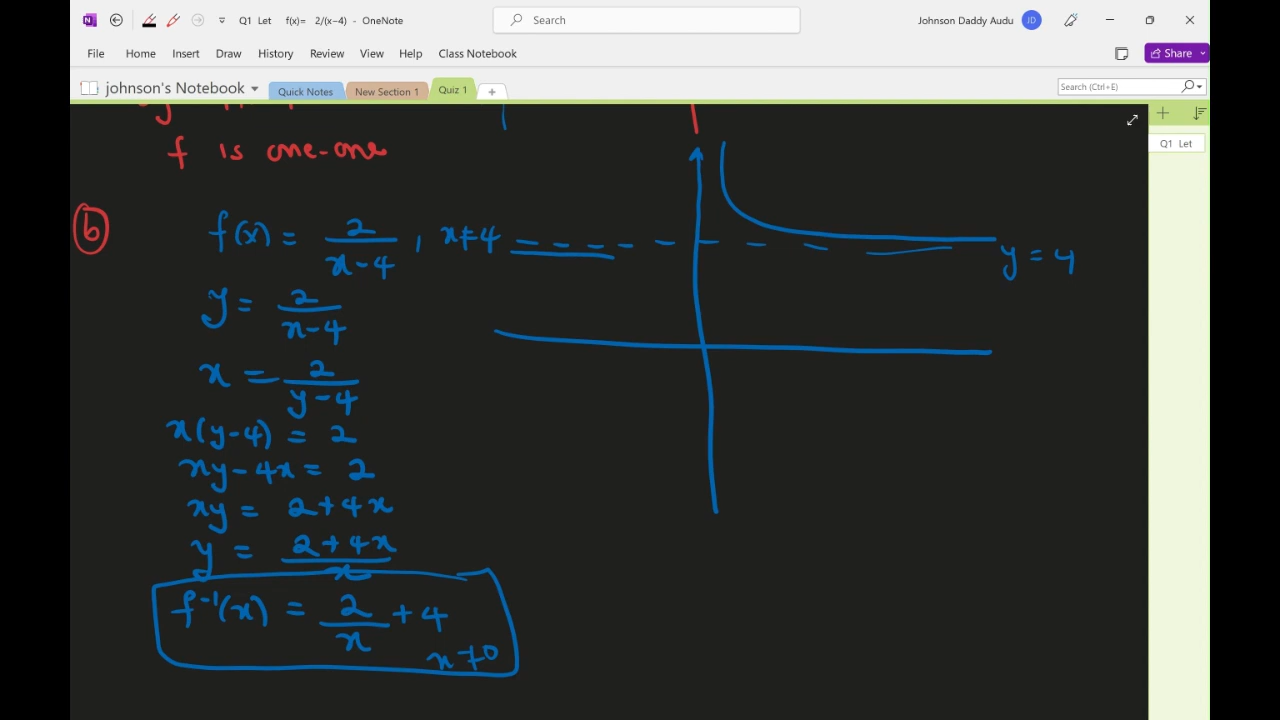 Q1 Let f(x)= 2/(x−4) - OneNote
Search
Johnson Daddy Audu JD
File Home Insert Draw History Review View Help Class Notebook
Share
johnson's Notebook
Quick Notes
New Section 1
Quiz 1
+
Search (Ctrl+E)
Q1 Let
f is one-one
b
f(x) = 2/(x-4) , x≠4
y = 2/(x-4)
x = 2/(y-4)
x(y-4) = 2
xy - 4x = 2
xy = 2+4x
y = (2+4x)/x
f⁻¹(x) = 2/x + 4
x≠0
y = 4